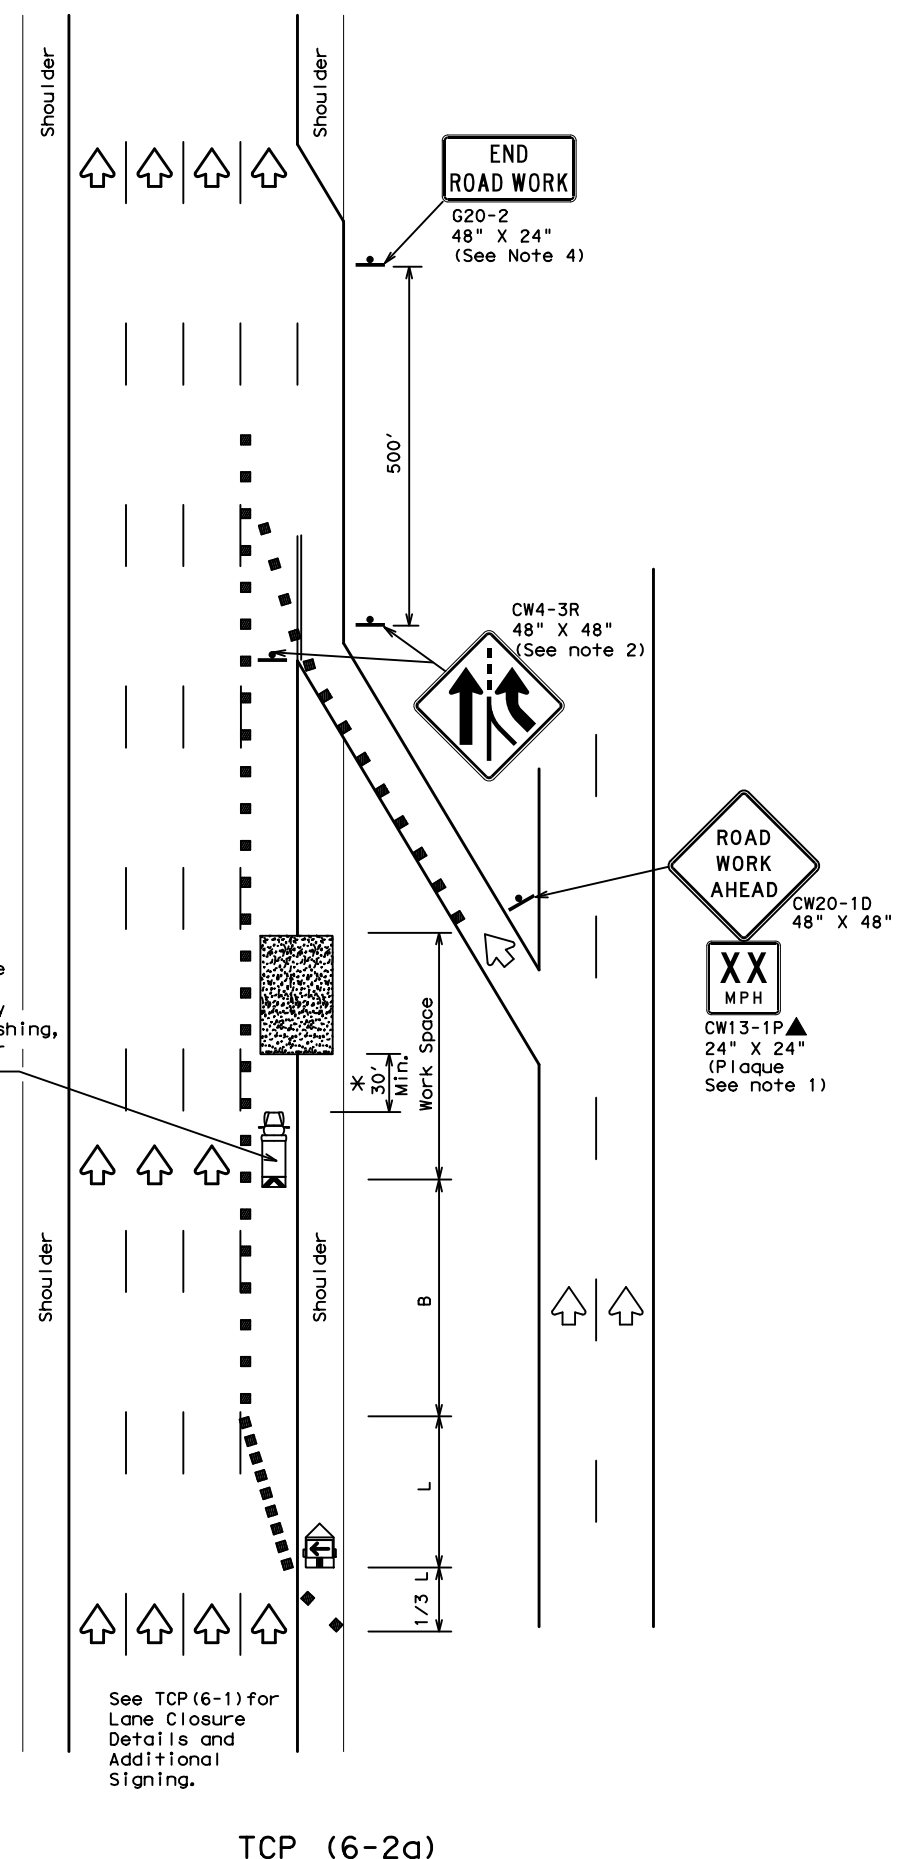 Shoulder
Shoulder
END
ROAD WORK
G20-2
48" X 24"
(See Note 4)
500'
CW4-3R
48" X 48"
(See note 2)
ROAD
WORK
AHEAD
CW20-1D
48" X 48"
XX
MPH
CW13-1P▲
24" X 24"
(Plaque
See note 1)
*
30'
Min.
Work Space
Shoulder
Shoulder
B
L
1/3 L
See TCP(6-1)for
Lane Closure
Details and
Additional
Signing.
TCP (6-2a)